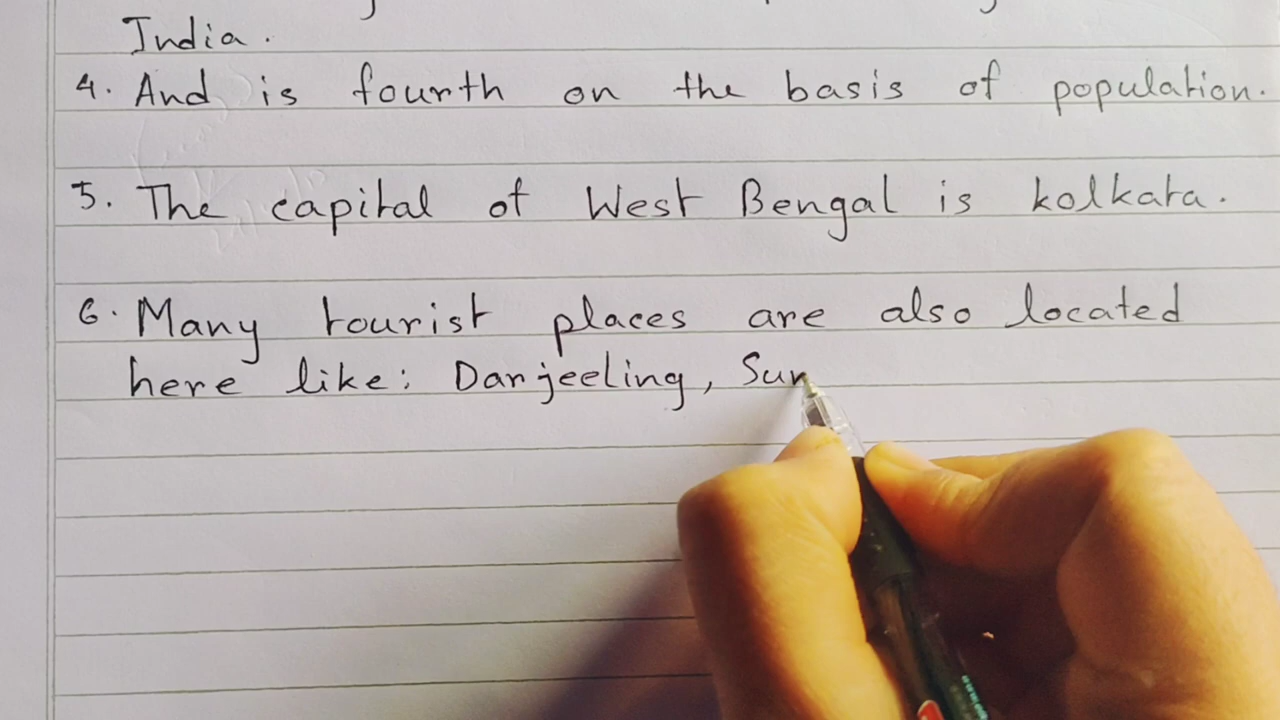 India.
4. And is fourth on the basis of population.
5. The capital of West Bengal is kolkata.
6. Many tourist places are also located
here like: Darjeeling, Sun